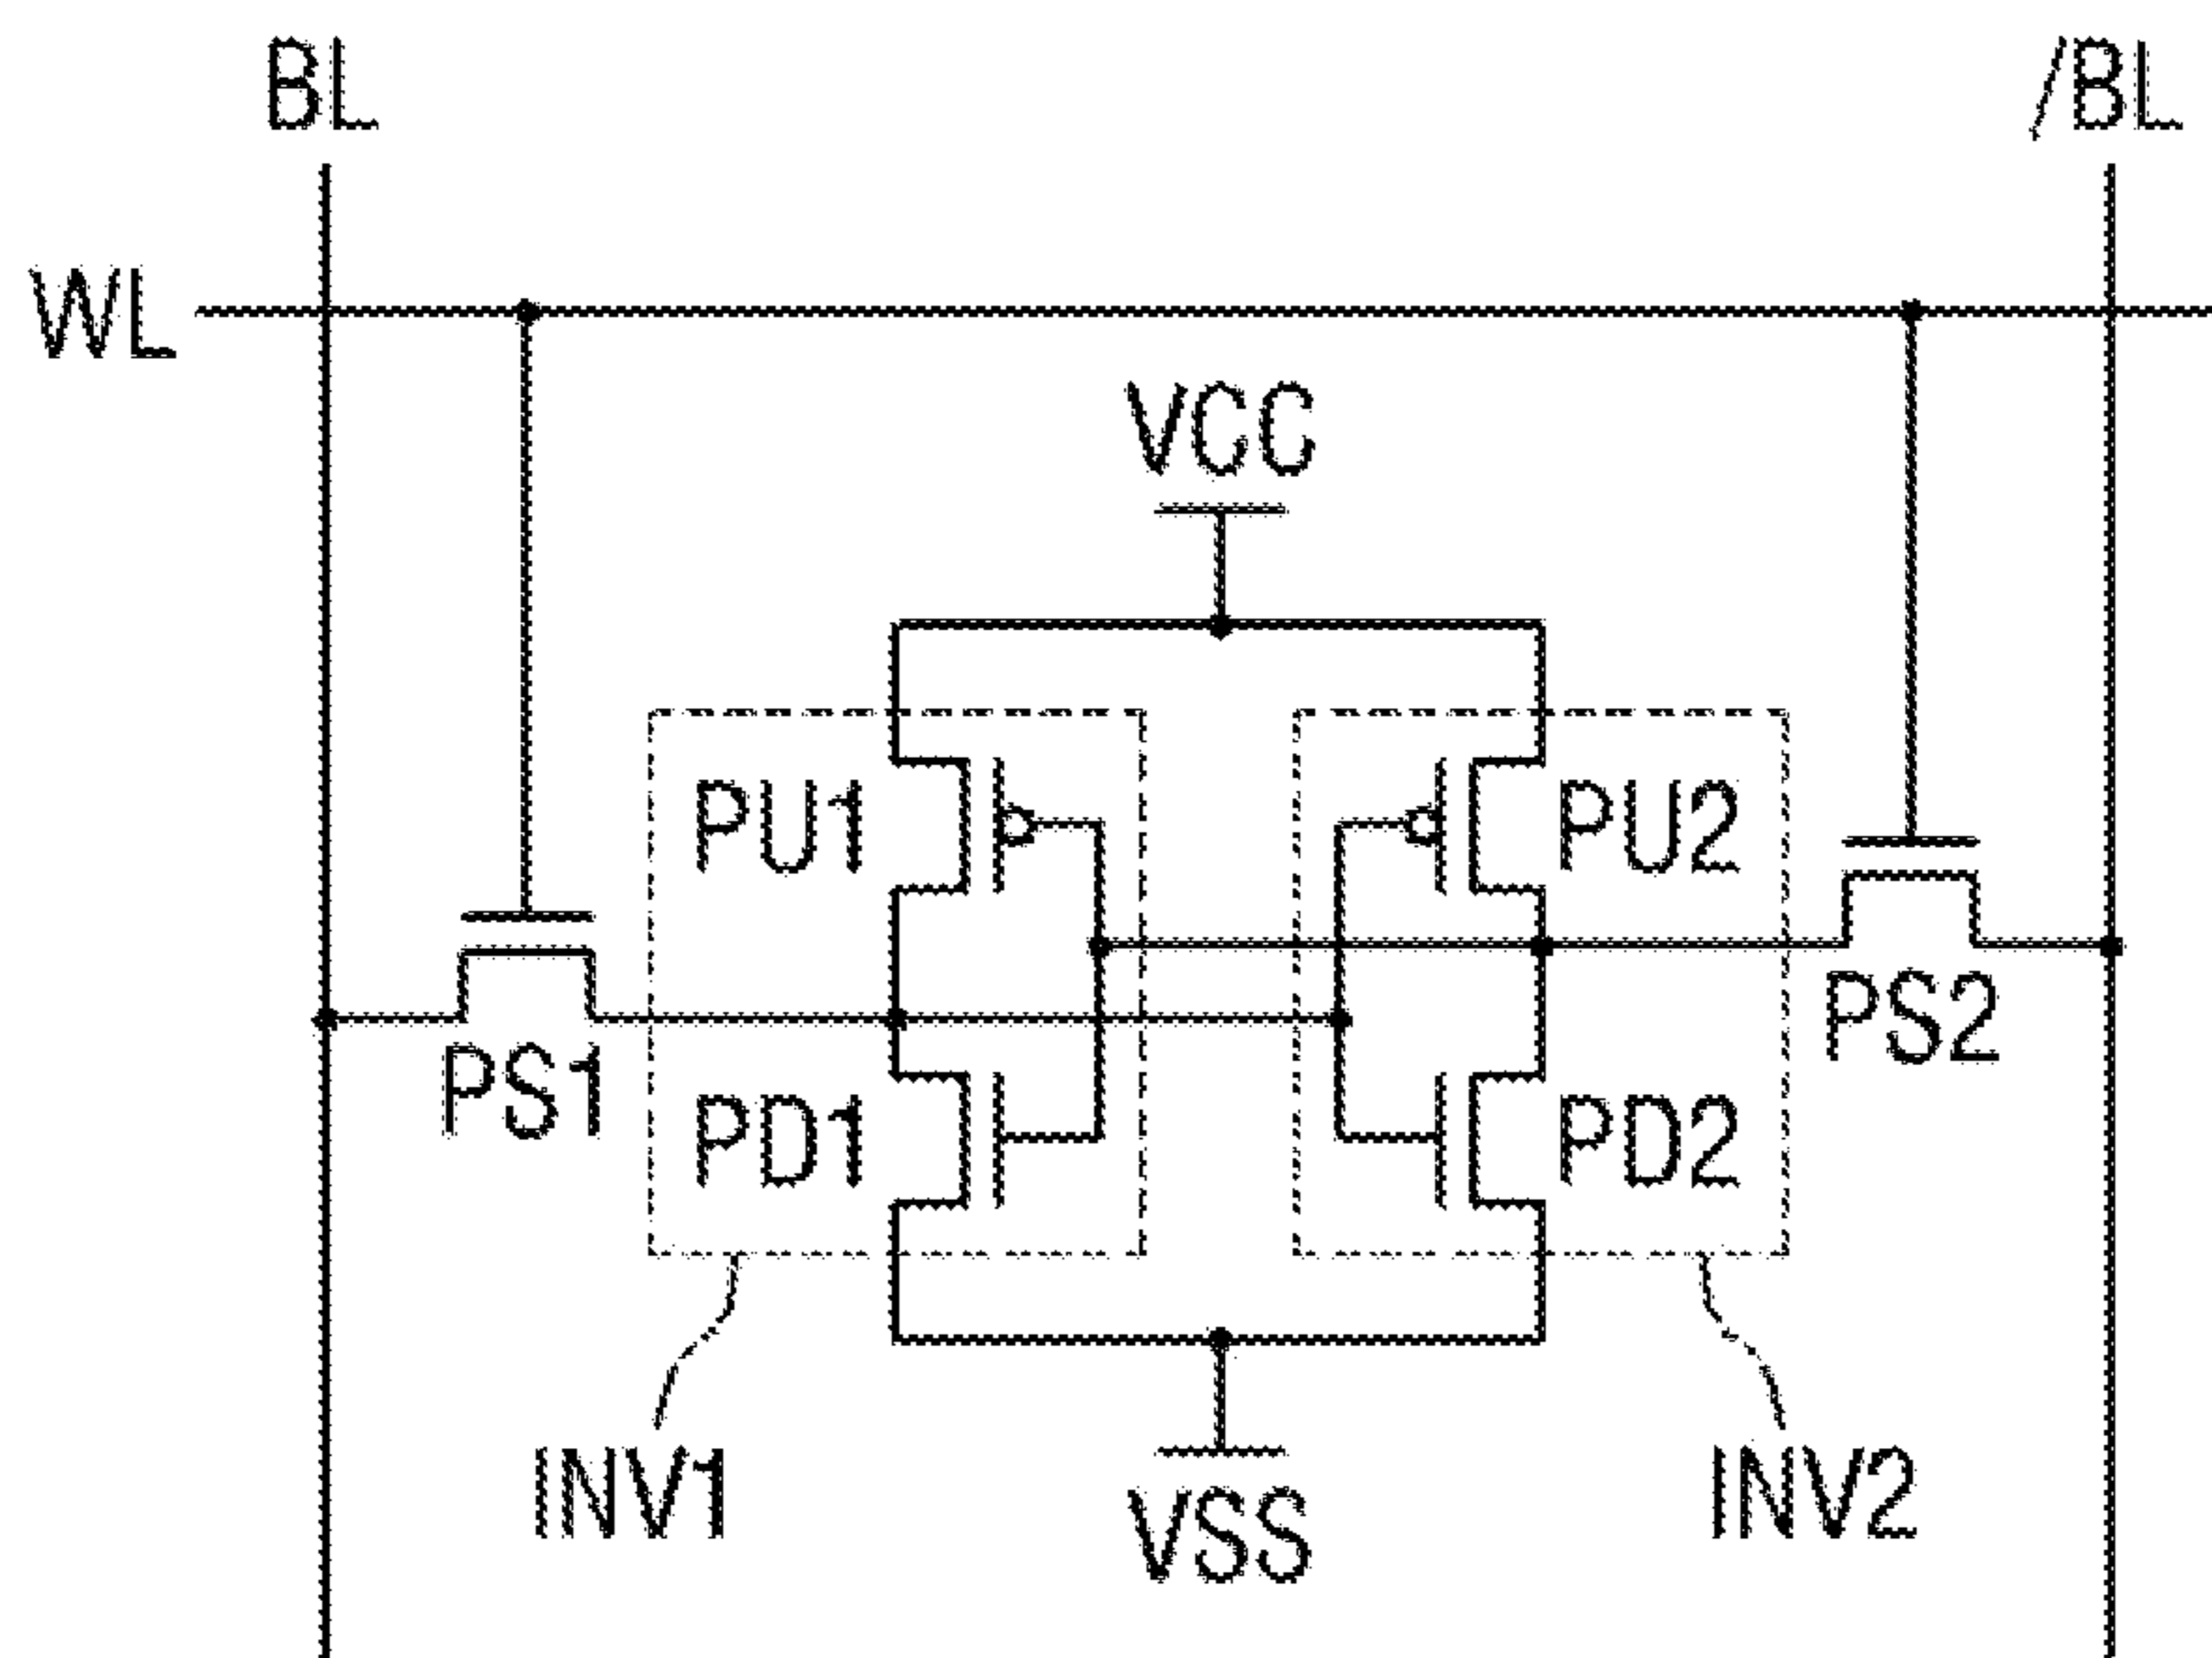 BL
/BL
WL
VCC
PU1
PU2
PS1
PS2
PD1
PD2
INV1
INV2
VSS